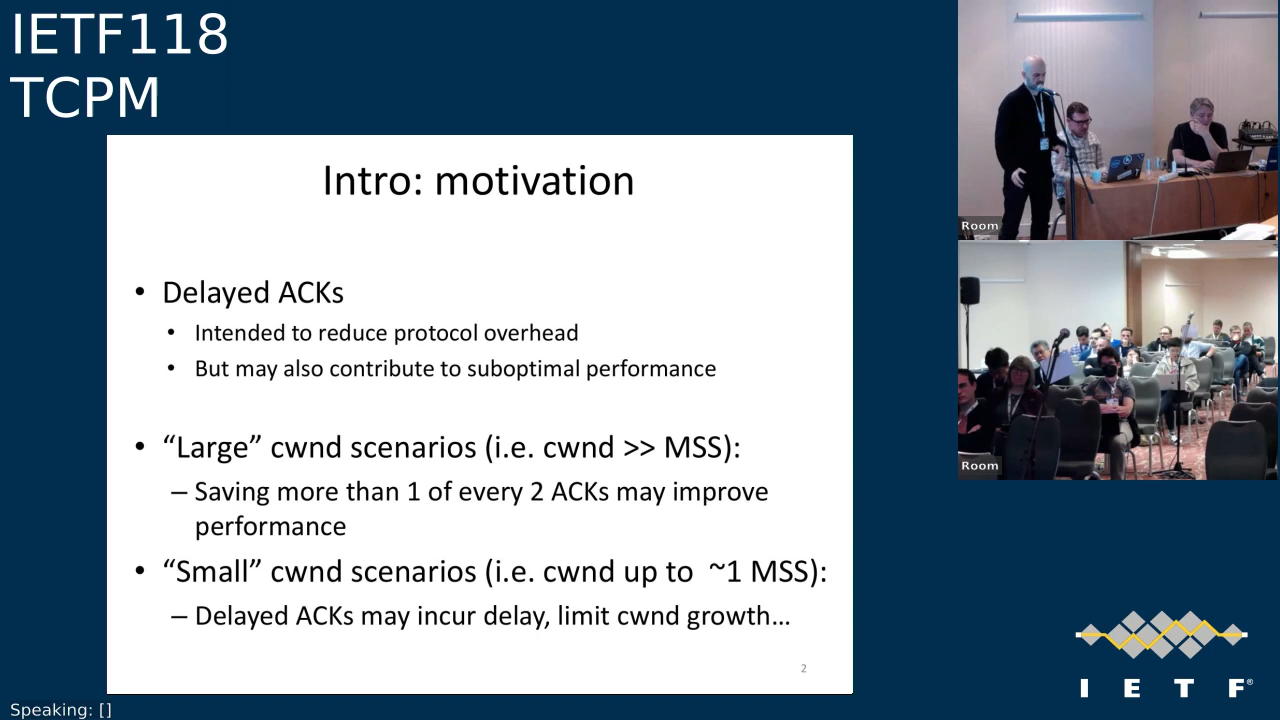 IETF118
TCPM
Intro: motivation
• Delayed ACKs
• Intended to reduce protocol overhead
• But may also contribute to suboptimal performance
• “Large” cwnd scenarios (i.e. cwnd >> MSS):
– Saving more than 1 of every 2 ACKs may improve
performance
• “Small” cwnd scenarios (i.e. cwnd up to ~1 MSS):
– Delayed ACKs may incur delay, limit cwnd growth…
2
Room
Room
I E T F®
Speaking: []